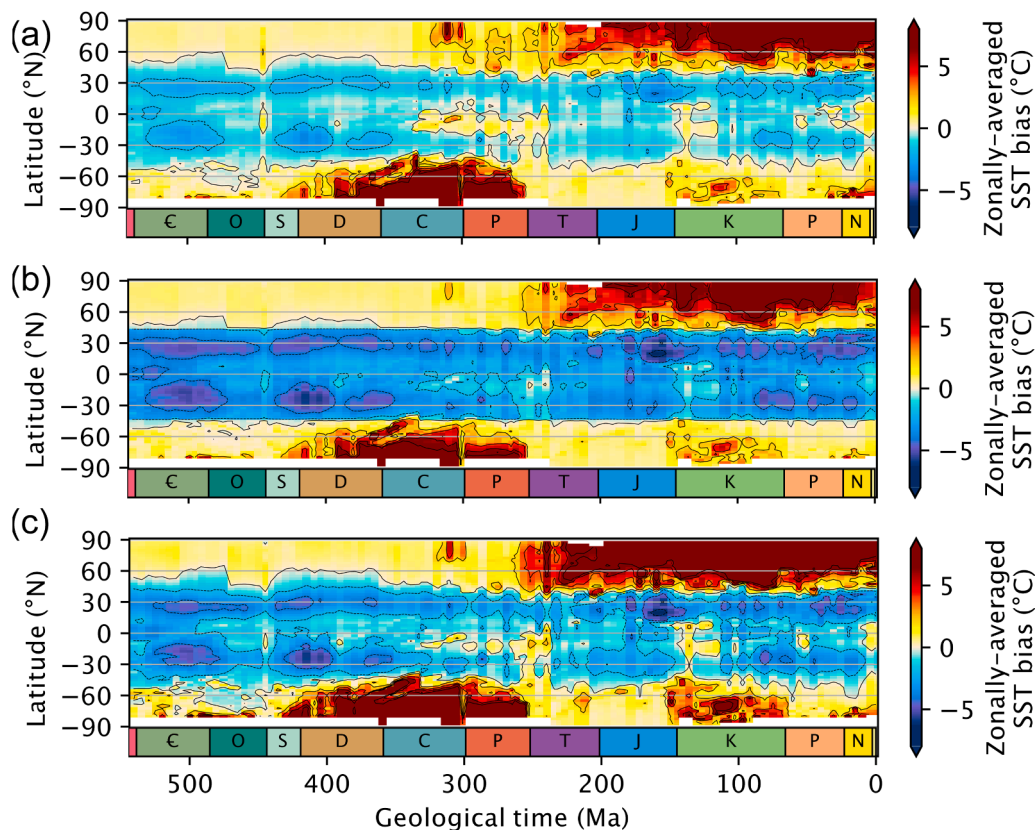 (a)
90
60
30
0
−30
−60
−90
Latitude (°N)
Ꞓ O S D C P T J K P N
5
0
−5
Zonally-averaged
SST bias (°C)
(b)
90
60
30
0
−30
−60
−90
Latitude (°N)
Ꞓ O S D C P T J K P N
5
0
−5
Zonally-averaged
SST bias (°C)
(c)
90
60
30
0
−30
−60
−90
Latitude (°N)
Ꞓ O S D C P T J K P N
5
0
−5
Zonally-averaged
SST bias (°C)
500 400 300 200 100 0
Geological time (Ma)